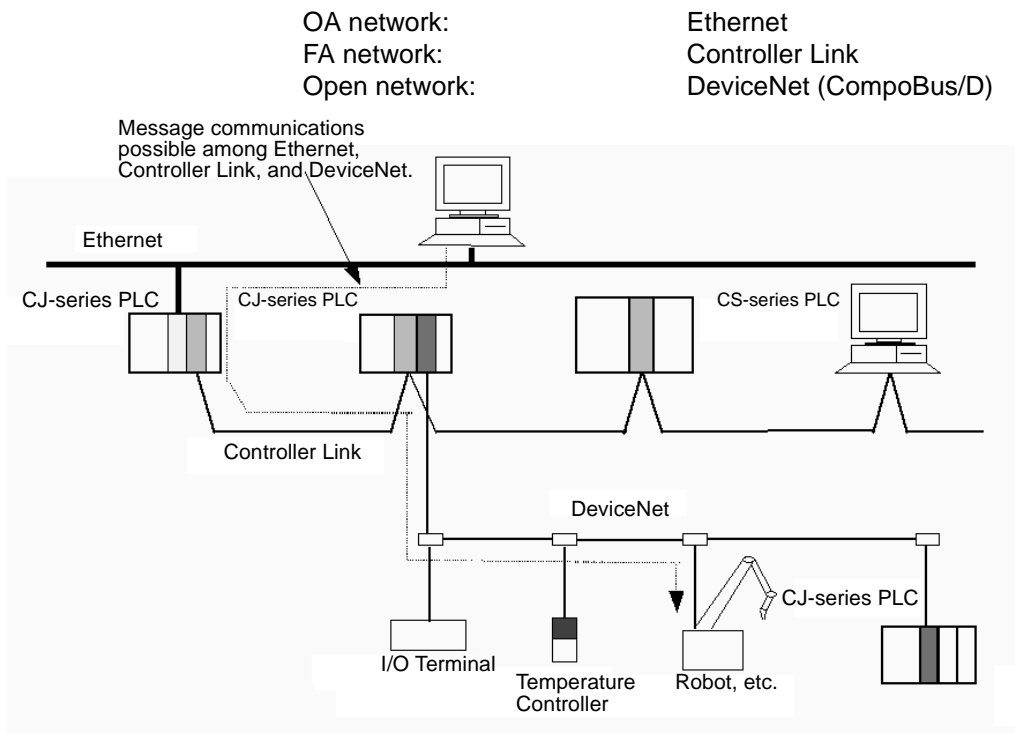 OA network: Ethernet
FA network: Controller Link
Open network: DeviceNet (CompoBus/D)
Message communications
possible among Ethernet,
Controller Link, and DeviceNet.
Ethernet
CJ-series PLC
CJ-series PLC
CS-series PLC
Controller Link
DeviceNet
CJ-series PLC
I/O Terminal
Temperature
Controller
Robot, etc.